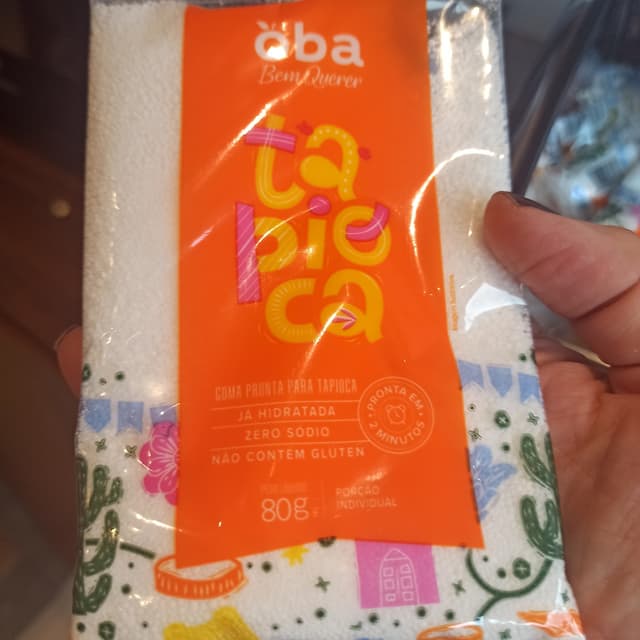 òba
Bem Querer
ta
pio
ca
GOMA PRONTA PARA TAPIOCA
JÁ HIDRATADA
ZERO SÓDIO
NÃO CONTÉM GLÚTEN
PRONTA EM
2 MINUTOS
80g
PORÇÃO
INDIVIDUAL